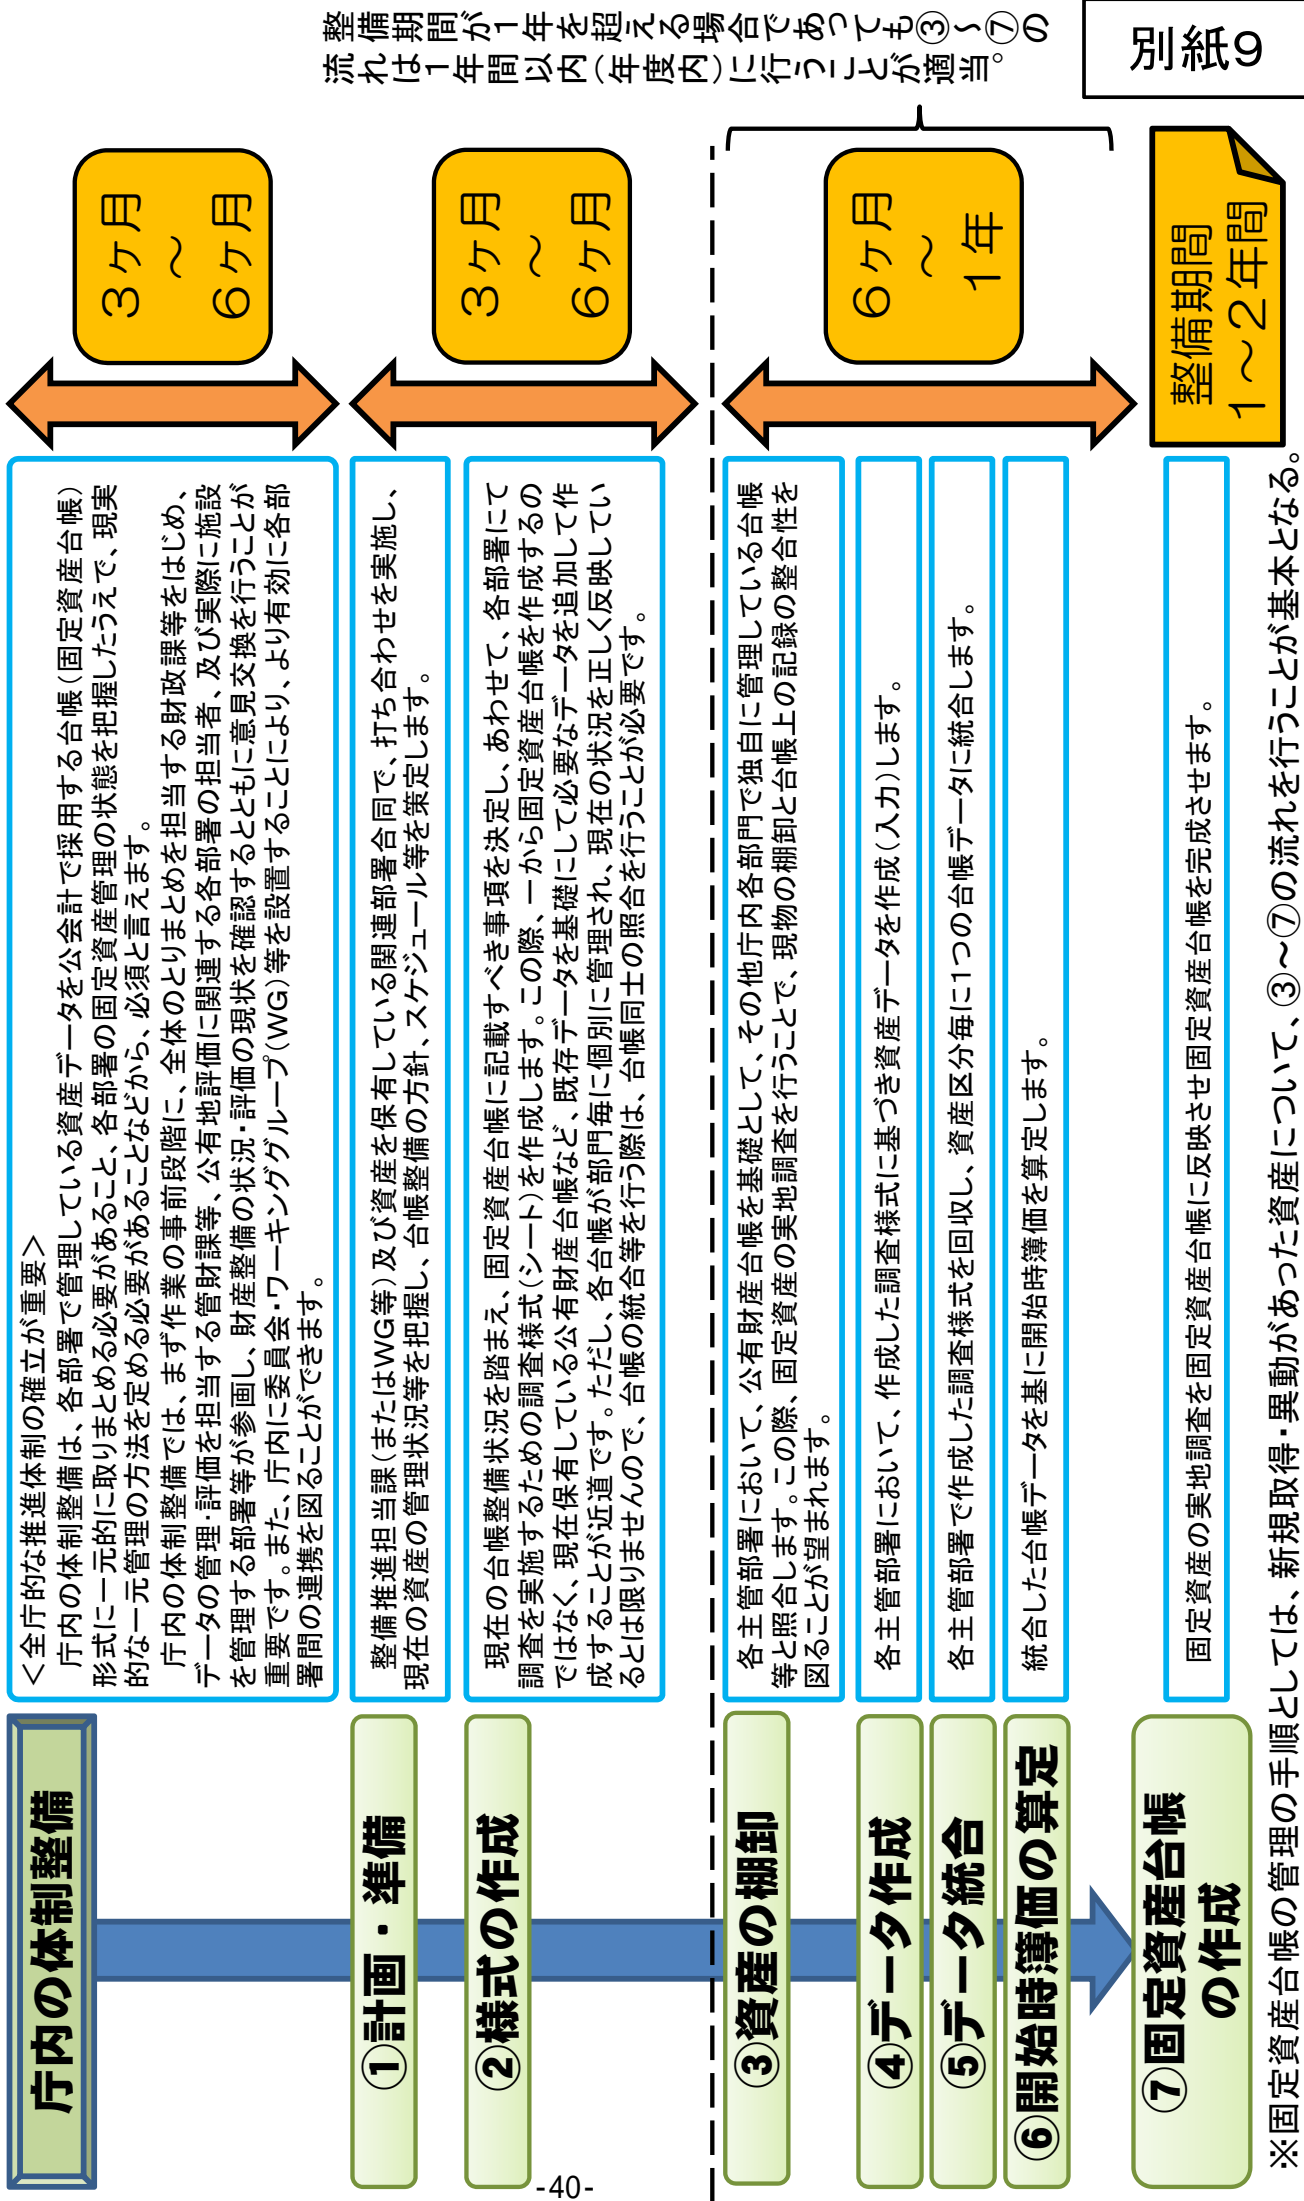 別紙9
庁内の体制整備
＜全庁的な推進体制の確立が重要＞
庁内の体制整備は、各部署で管理している資産データを公会計で採用する台帳（固定資産台帳）
形式に一元的に取りまとめる必要があること、各部署の固定資産管理の状態を把握したうえで、現実
的な一元管理の方法を定める必要があることなどから、必須と言えます。
庁内の体制整備では、まず作業の事前段階に、全体のとりまとめを担当する財政課等をはじめ、
データの管理・評価を担当する管財課等、公有地評価に関連する各部署の担当者、及び実際に施設
を管理する部署等が参画し、財産整備の状況・評価の現状を確認するとともに意見交換を行うことが
重要です。また、庁内に委員会・ワーキンググループ（WG）等を設置することにより、より有効に各部
署間の連携を図ることができます。
3ヶ月
～
6ヶ月
①計画・準備
整備推進担当課（またはWG等）及び資産を保有している関連部署合同で、打ち合わせを実施し、
現在の資産の管理状況等を把握し、台帳整備の方針、スケジュール等を策定します。
②様式の作成
現在の台帳整備状況を踏まえ、固定資産台帳に記載すべき事項を決定し、あわせて、各部署にて
調査を実施するための調査様式（シート）を作成します。この際、一から固定資産台帳を作成するの
ではなく、現在保有している公有財産台帳など、既存データを基礎にして必要なデータを追加して作
成することが近道です。ただし、各台帳が部門毎に個別に管理され、現在の状況を正しく反映してい
るとは限りませんので、台帳の統合等を行う際は、台帳同士の照合を行うことが必要です。
3ヶ月
～
6ヶ月
③資産の棚卸
各主管部署において、公有財産台帳を基礎として、その他庁内各部門で独自に管理している台帳
等と照合します。この際、固定資産の実地調査を行うことで、現物の棚卸と台帳上の記録の整合性を
図ることが望まれます。
④データ作成
各主管部署において、作成した調査様式に基づき資産データを作成（入力）します。
⑤データ統合
各主管部署で作成した調査様式を回収し、資産区分毎に1つの台帳データに統合します。
⑥開始時簿価の算定
統合した台帳データを基に開始時簿価を算定します。
6ヶ月
～
1年
整備期間が1年を超える場合であっても③～⑦の
流れは1年間以内（年度内）に行うことが適当。
⑦固定資産台帳
の作成
固定資産の実地調査を固定資産台帳に反映させ固定資産台帳を完成させます。
整備期間
1～2年間
※固定資産台帳の管理の手順としては、新規取得・異動があった資産について、③～⑦の流れを行うことが基本となる。
-40-